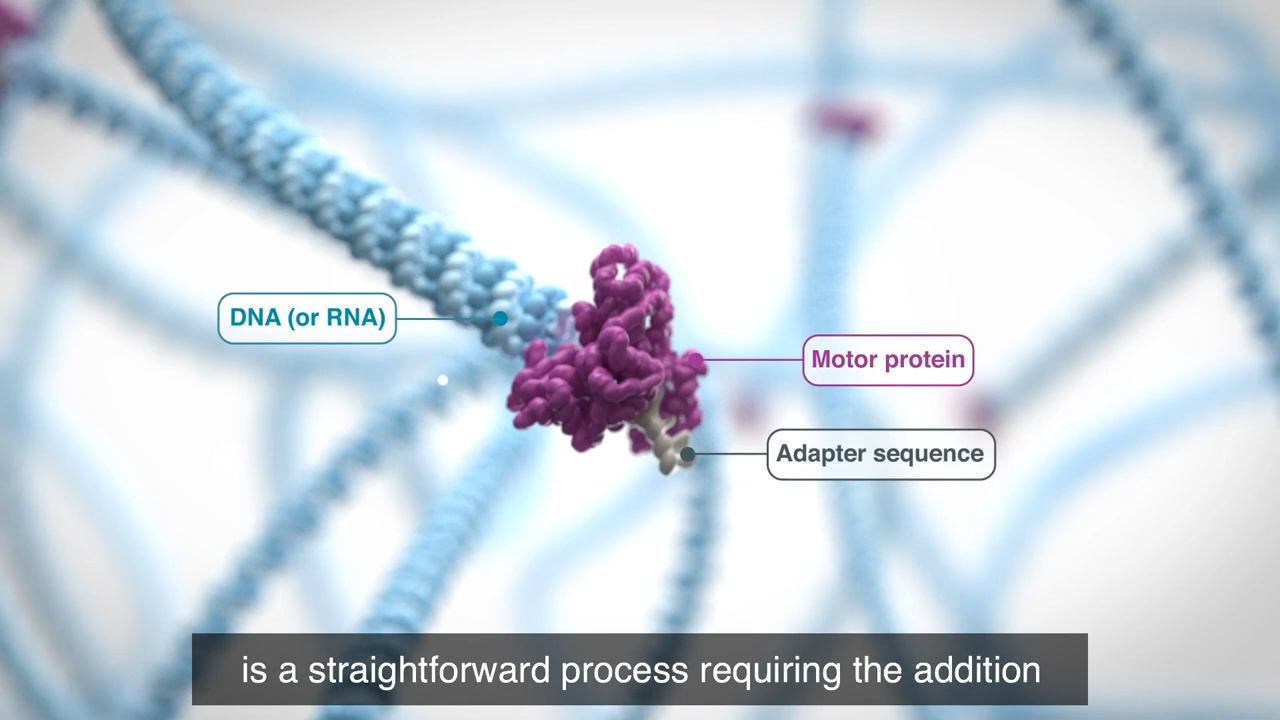 DNA (or RNA)
Motor protein
Adapter sequence
is a straightforward process requiring the addition